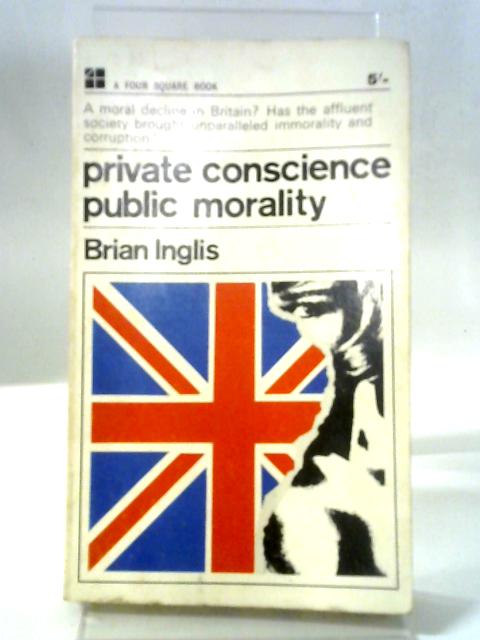 A FOUR SQUARE BOOK
5/-
A moral decline in Britain? Has the affluent
society brought unparalleled immorality and
corruption
private conscience
public morality
Brian Inglis